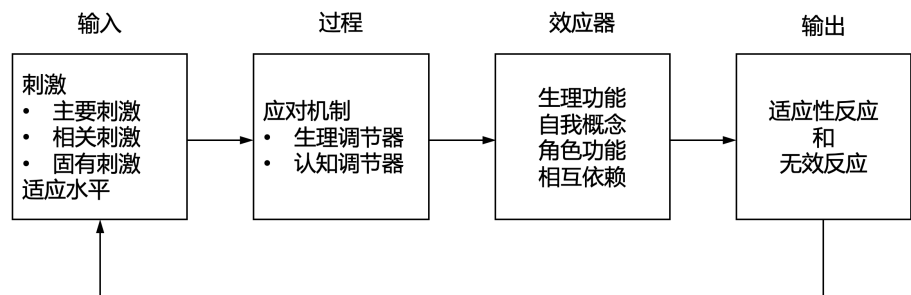 输入
过程
效应器
输出
刺激
• 主要刺激
• 相关刺激
• 固有刺激
适应水平
应对机制
• 生理调节器
• 认知调节器
生理功能
自我概念
角色功能
相互依赖
适应性反应
和
无效反应